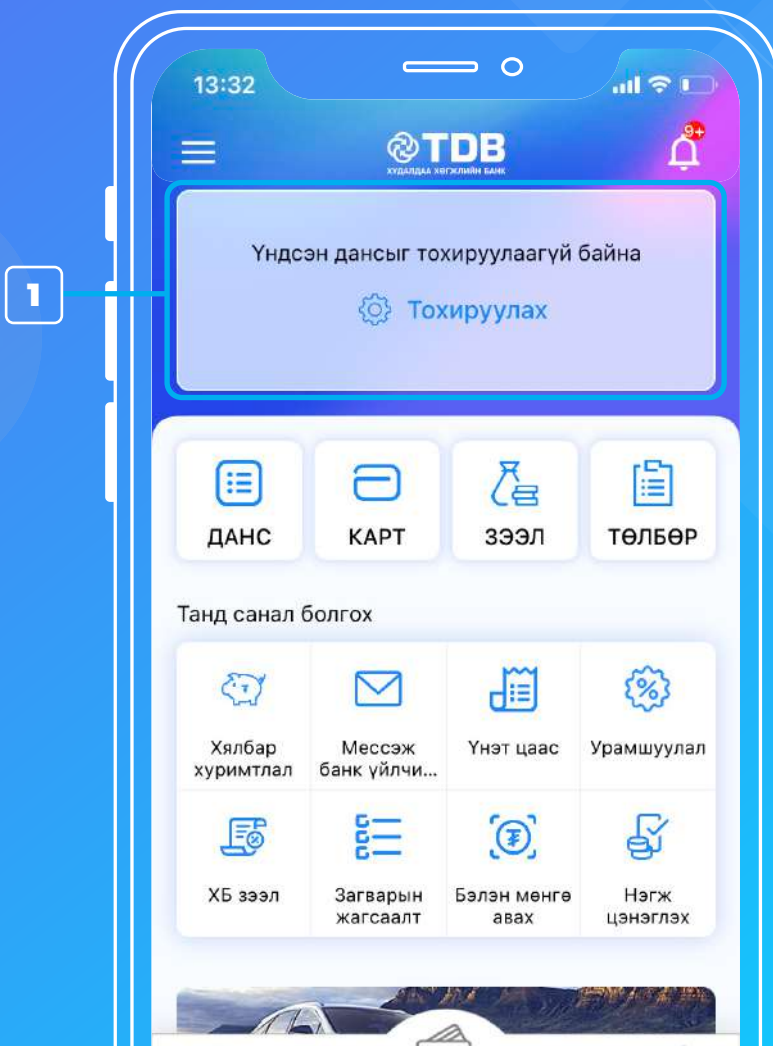 13:32
TDB
9+
ХУДАЛДАА ХӨГЖЛИЙН БАНК
Үндсэн дансыг тохируулаагүй байна
1
Тохируулах
ДАНС КАРТ ЗЭЭЛ ТӨЛБӨР
Танд санал болгох
Хялбар Мессэж Үнэт цаас Урамшуулал
хуримтлал банк үйлчи...
ХБ зээл Загварын Бэлэн мөнгө Нэгж
жагсаалт авах цэнэглэх